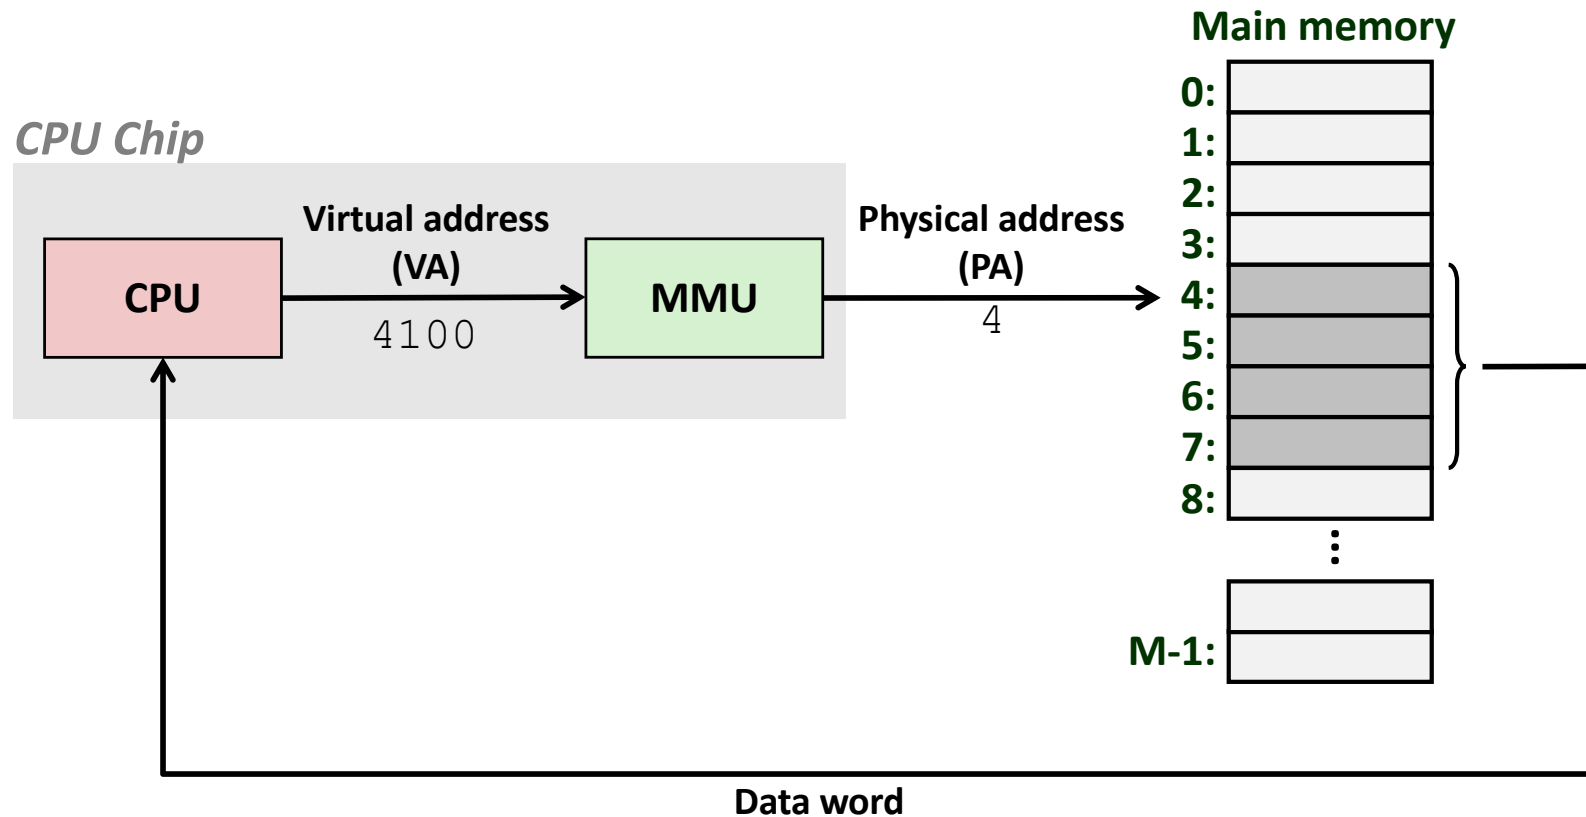 Main memory
CPU Chip
0:
1:
2:
3:
4:
5:
6:
7:
8:
M-1:
Virtual address
(VA)
Physical address
(PA)
CPU
MMU
4100
4
Data word